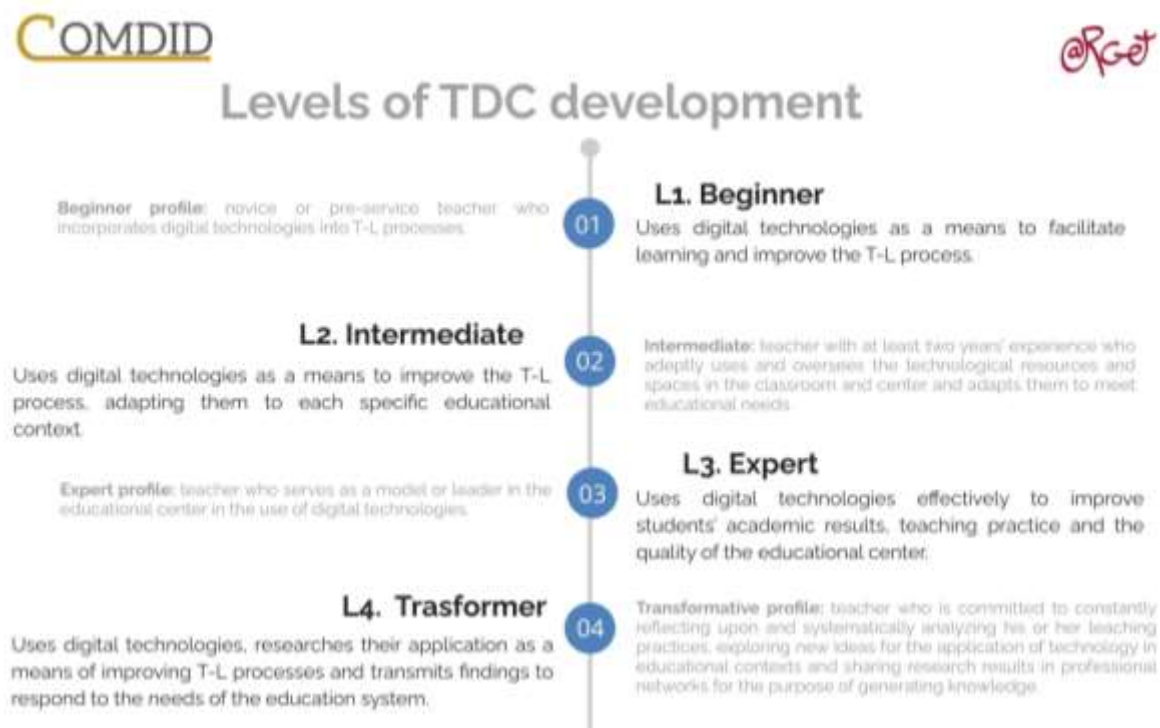 COMDID
@RGet
Levels of TDC development
Beginner profile: novice or pre-service teacher who
incorporates digital technologies into T-L processes.
01
L1. Beginner
Uses digital technologies as a means to facilitate
learning and improve the T-L process.
L2. Intermediate
Uses digital technologies as a means to improve the T-L
process, adapting them to each specific educational
context.
02
Intermediate: teacher with at least two years' experience who
adeptly uses and oversees the technological resources and
spaces in the classroom and center and adapts them to meet
educational needs.
Expert profile: teacher who serves as a model or leader in the
educational center in the use of digital technologies.
03
L3. Expert
Uses digital technologies effectively to improve
students' academic results, teaching practice and the
quality of the educational center.
L4. Trasformer
Uses digital technologies, researches their application as a
means of improving T-L processes and transmits findings to
respond to the needs of the education system.
04
Transformative profile: teacher who is committed to constantly
reflecting upon and systematically analyzing his or her teaching
practices, exploring new ideas for the application of technology in
educational contexts and sharing research results in professional
networks for the purpose of generating knowledge.